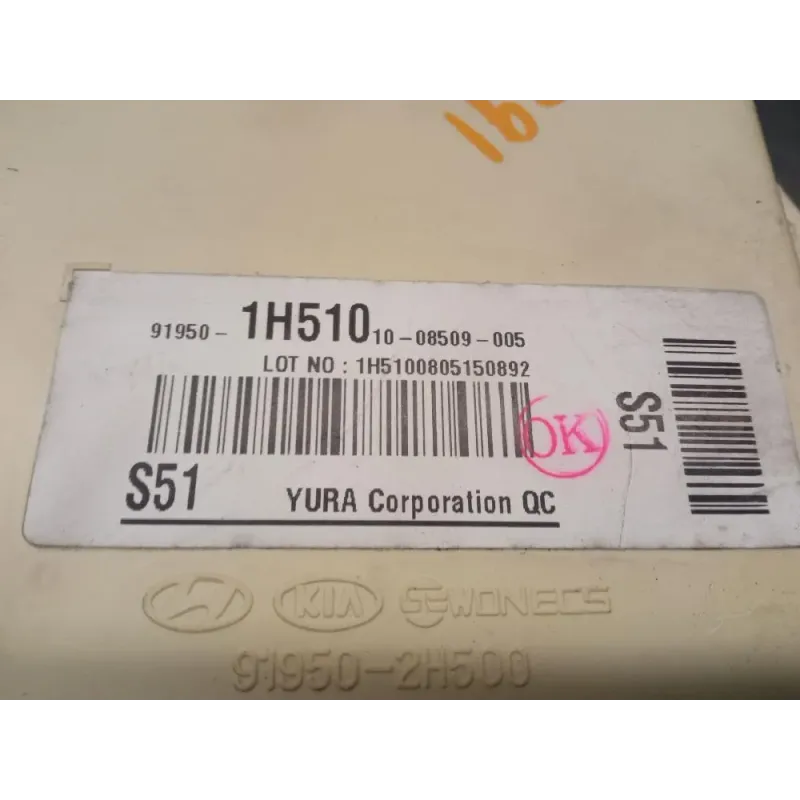 91950- 1H510 10-08509-005
LOT NO : 1H5100805150892
OK
S51
S51 YURA Corporation QC
KIA SEWONECS
91950-2H500